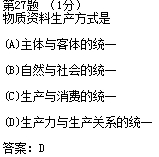 第27题 （1分）
物质资料生产方式是
(A)主体与客体的统一
(B)自然与社会的统一
(C)生产与消费的统一
(D)生产力与生产关系的统一
答案：D